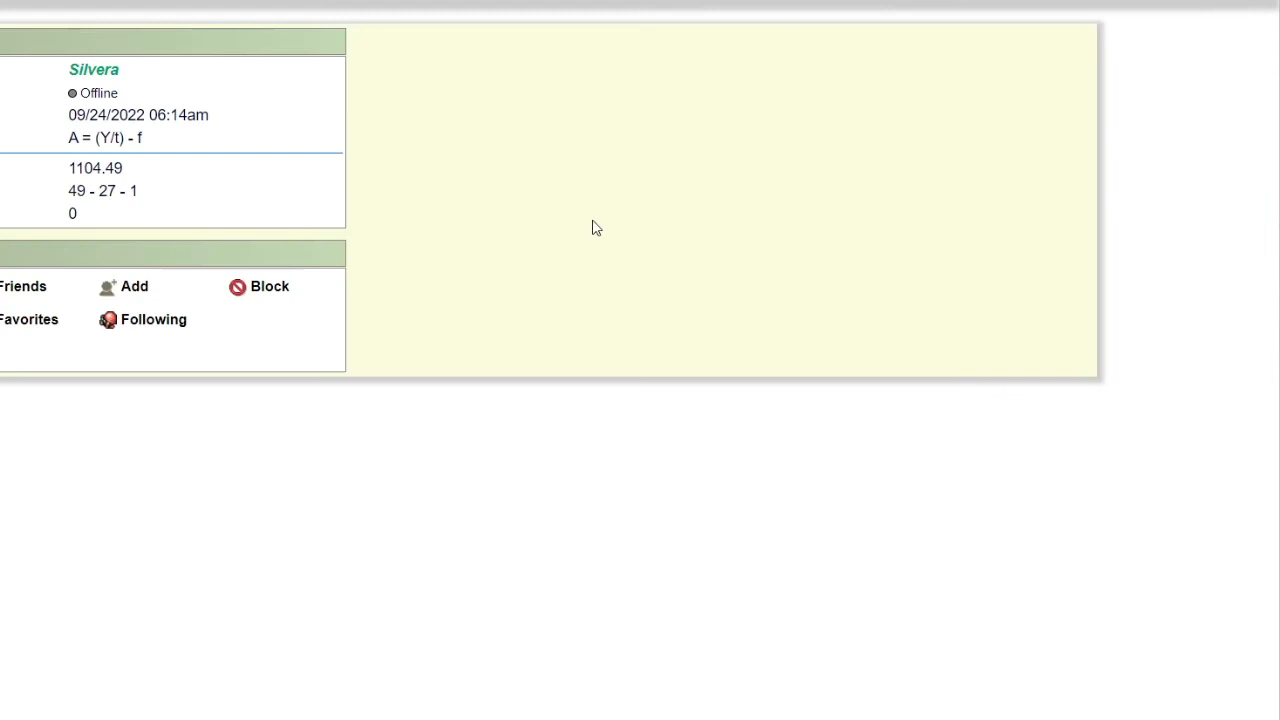 Silvera
Offline
09/24/2022 06:14am
A = (Y/t) - f
1104.49
49 - 27 - 1
0
Friends Add Block
Favorites Following